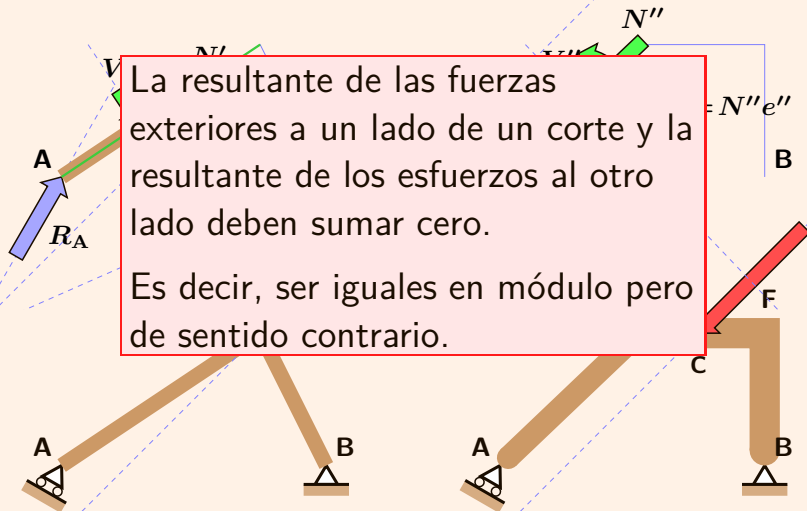 N″
La resultante de las fuerzas
exteriores a un lado de un corte y la
resultante de los esfuerzos al otro
lado deben sumar cero.
Es decir, ser iguales en módulo pero
de sentido contrario.
= N″e″
A
B
R_A
F
C
A
B
A
B